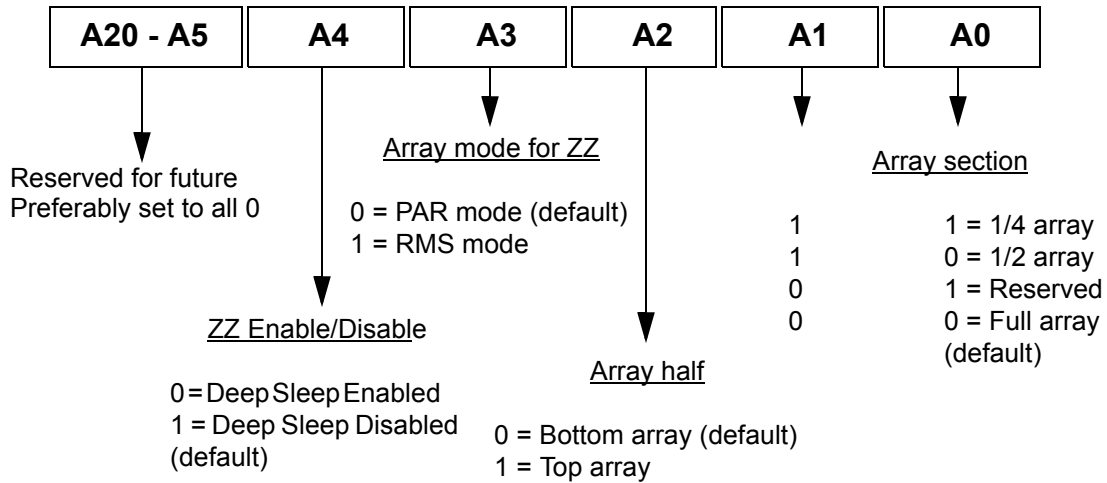 A20 - A5 A4 A3 A2 A1 A0
Reserved for future
Preferably set to all 0
Array mode for ZZ
0 = PAR mode (default)
1 = RMS mode
Array section
1 1 = 1/4 array
1 0 = 1/2 array
0 1 = Reserved
0 0 = Full array
(default)
ZZ Enable/Disable
0 = Deep Sleep Enabled
1 = Deep Sleep Disabled
(default)
Array half
0 = Bottom array (default)
1 = Top array